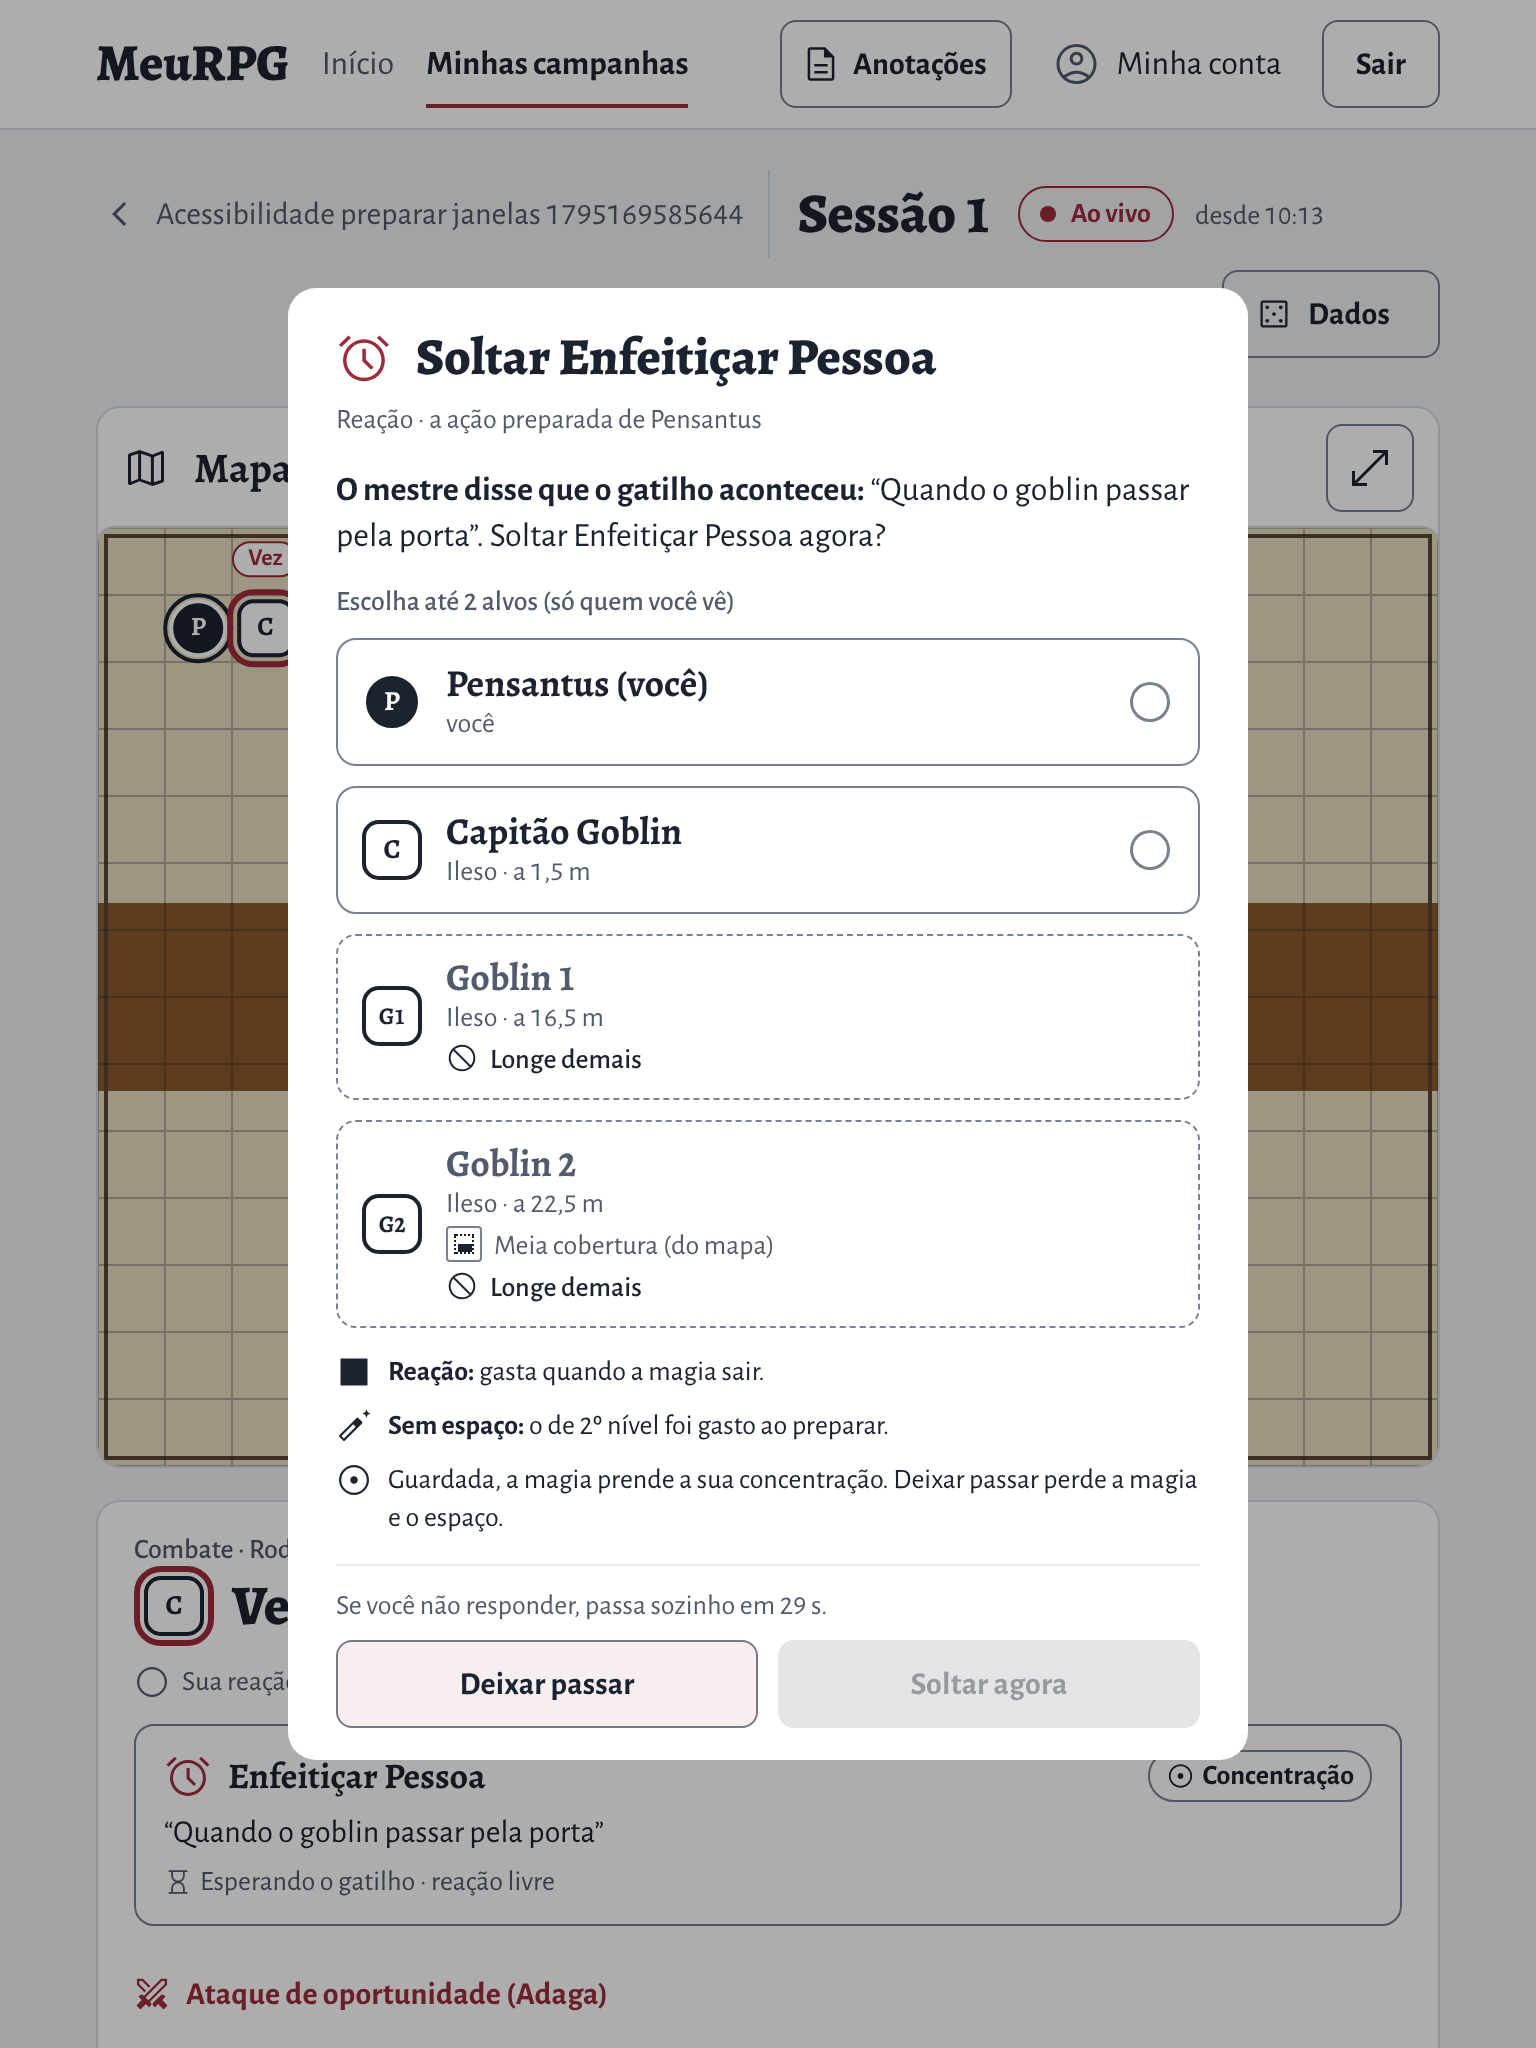 MeuRPG
Início
Minhas campanhas
Anotações
Minha conta
Sair
Acessibilidade preparar janelas 1795169585644
Sessão 1
Ao vivo
desde 10:13
Dados
Mapa
Vez
P
C
Soltar Enfeitiçar Pessoa
Reação · a ação preparada de Pensantus
O mestre disse que o gatilho aconteceu: “Quando o goblin passar
pela porta”. Soltar Enfeitiçar Pessoa agora?
Escolha até 2 alvos (só quem você vê)
P
Pensantus (você)
você
C
Capitão Goblin
Ileso · a 1,5 m
G1
Goblin 1
Ileso · a 16,5 m
Longe demais
G2
Goblin 2
Ileso · a 22,5 m
Meia cobertura (do mapa)
Longe demais
Reação: gasta quando a magia sair.
Sem espaço: o de 2º nível foi gasto ao preparar.
Guardada, a magia prende a sua concentração. Deixar passar perde a magia
e o espaço.
Se você não responder, passa sozinho em 29 s.
Deixar passar
Soltar agora
Combate · Rod
C
Ve
Sua reaçã
Enfeitiçar Pessoa
Concentração
“Quando o goblin passar pela porta”
Esperando o gatilho · reação livre
Ataque de oportunidade (Adaga)